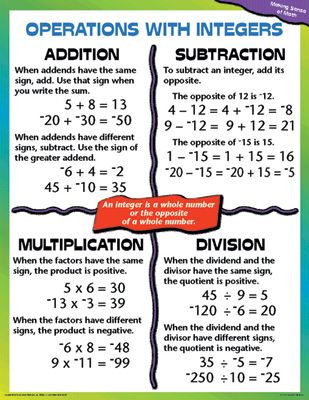 Making Sense
of Math
OPERATIONS WITH INTEGERS
ADDITION
When addends have the same
sign, add. Use that sign when
you write the sum.
5 + 8 = 13
⁻20 + ⁻30 = ⁻50
When addends have different
signs, subtract. Use the sign of
the greater addend.
⁻6 + 4 = ⁻2
45 + ⁻10 = 35
SUBTRACTION
To subtract an integer, add its
opposite.
The opposite of 12 is ⁻12.
4 − 12 = 4 + ⁻12 = ⁻8
9 − ⁻12 = 9 + 12 = 21
The opposite of ⁻15 is 15.
1 − ⁻15 = 1 + 15 = 16
⁻20 − ⁻15 = ⁻20 + 15 = ⁻5
An integer is a whole number
or the opposite
of a whole number.
MULTIPLICATION
When the factors have the same
sign, the product is positive.
5 x 6 = 30
⁻13 x ⁻3 = 39
When the factors have different
signs, the product is negative.
⁻6 x 8 = ⁻48
9 x ⁻11 = ⁻99
DIVISION
When the dividend and the
divisor have the same sign,
the quotient is positive.
45 ÷ 9 = 5
⁻120 ÷ ⁻6 = 20
When the dividend and the
divisor have different signs,
the quotient is negative.
35 ÷ ⁻5 = ⁻7
⁻250 ÷ 10 = ⁻25